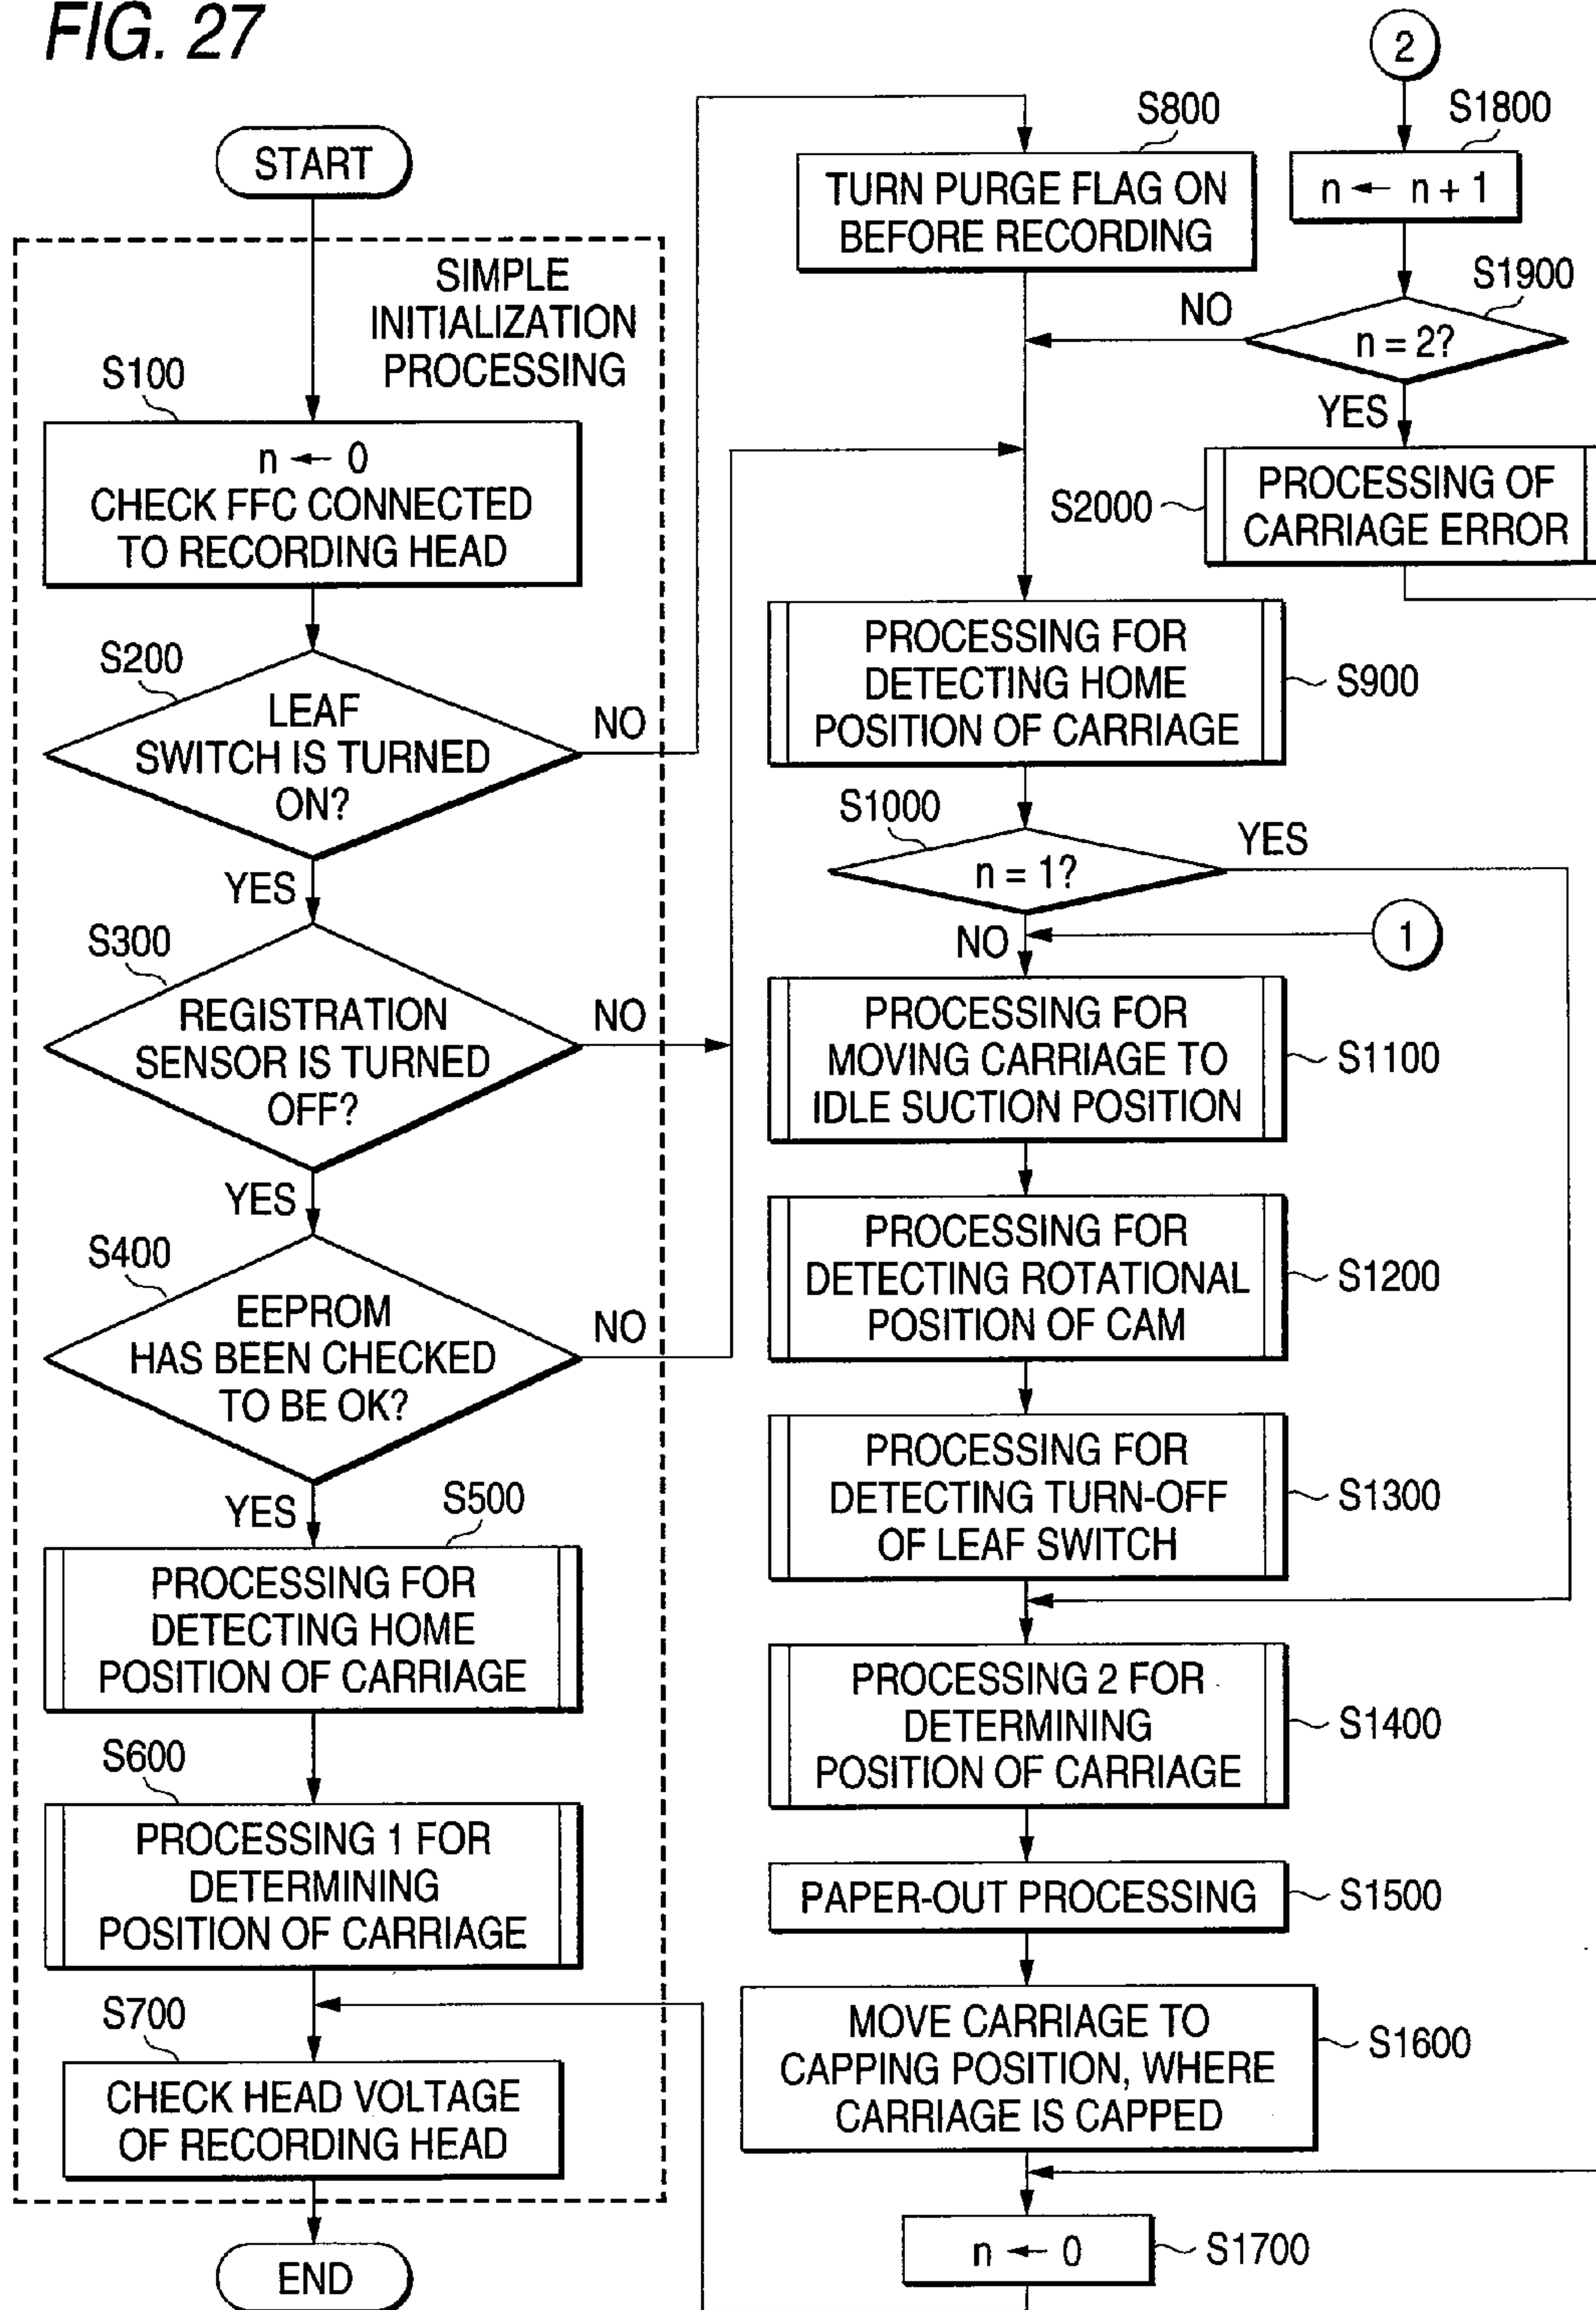 FIG. 27
START
SIMPLE
INITIALIZATION
PROCESSING
S100
n ← 0
CHECK FFC CONNECTED
TO RECORDING HEAD
S200
LEAF
SWITCH IS TURNED
ON?
NO
YES
S300
REGISTRATION
SENSOR IS TURNED
OFF?
NO
YES
S400
EEPROM
HAS BEEN CHECKED
TO BE OK?
NO
YES
S500
PROCESSING FOR
DETECTING HOME
POSITION OF CARRIAGE
S600
PROCESSING 1 FOR
DETERMINING
POSITION OF CARRIAGE
S700
CHECK HEAD VOLTAGE
OF RECORDING HEAD
END
S800
TURN PURGE FLAG ON
BEFORE RECORDING
2
S1800
n ← n + 1
S1900
n = 2?
NO
YES
S2000
PROCESSING OF
CARRIAGE ERROR
PROCESSING FOR
DETECTING HOME
POSITION OF CARRIAGE
S900
S1000
n = 1?
YES
NO
1
PROCESSING FOR
MOVING CARRIAGE TO
IDLE SUCTION POSITION
S1100
PROCESSING FOR
DETECTING ROTATIONAL
POSITION OF CAM
S1200
PROCESSING FOR
DETECTING TURN-OFF
OF LEAF SWITCH
S1300
PROCESSING 2 FOR
DETERMINING
POSITION OF CARRIAGE
S1400
PAPER-OUT PROCESSING
S1500
MOVE CARRIAGE TO
CAPPING POSITION, WHERE
CARRIAGE IS CAPPED
S1600
n ← 0
S1700